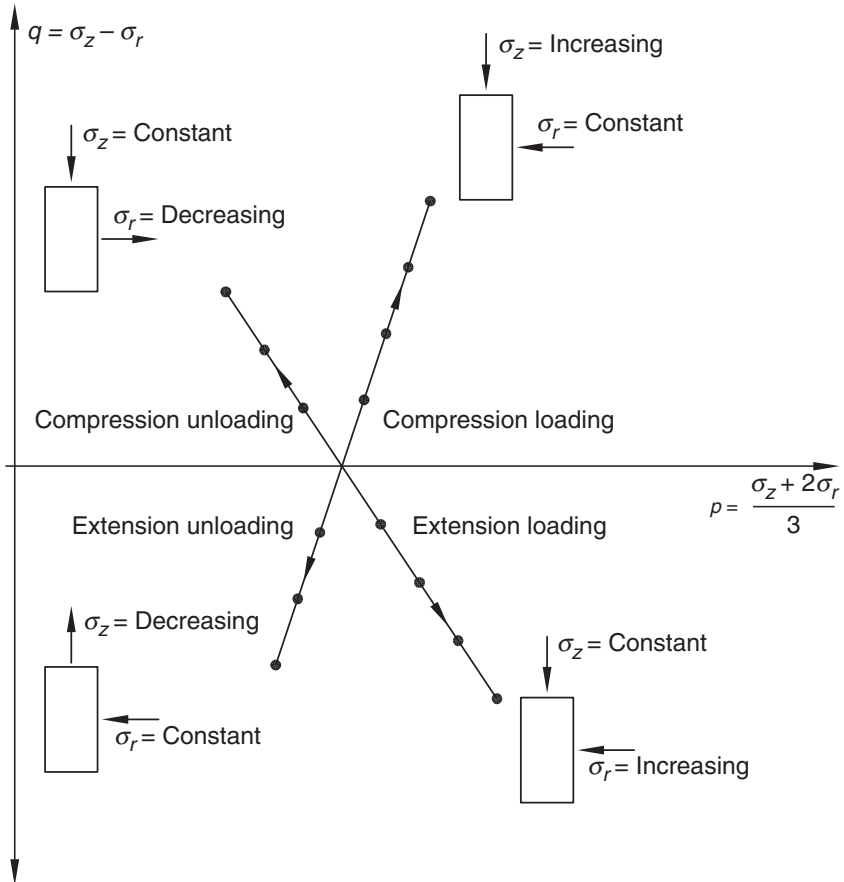 q = σz – σr
σz = Increasing
σr = Constant
σz = Constant
σr = Decreasing
Compression unloading
Compression loading
p = σz + 2σr
3
Extension unloading
Extension loading
σz = Decreasing
σr = Constant
σz = Constant
σr = Increasing